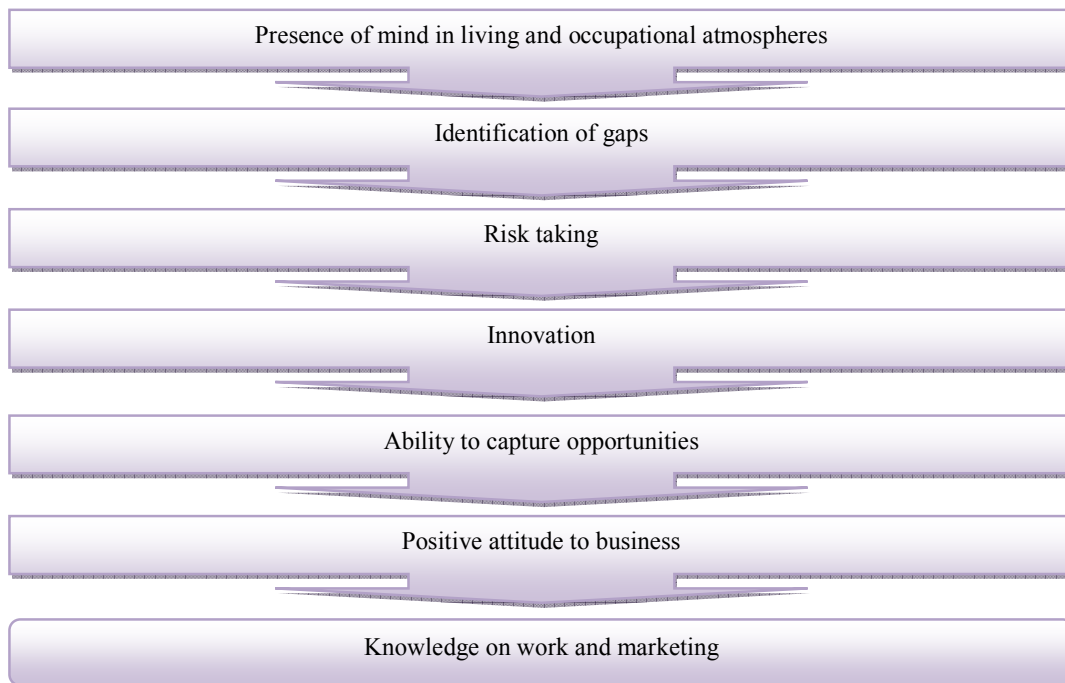 Presence of mind in living and occupational atmospheres
Identification of gaps
Risk taking
Innovation
Ability to capture opportunities
Positive attitude to business
Knowledge on work and marketing